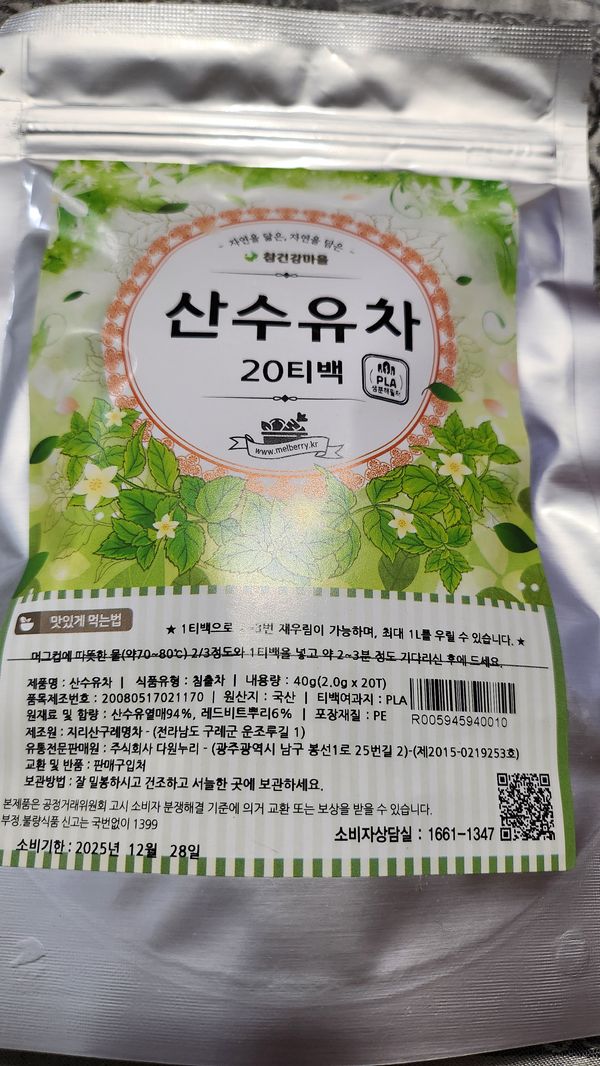 - 자연을 닮은, 자연을 담은 -
참건강마을
산수유차
20티백
PLA
생분해필터
www.melberry.kr
맛있게 먹는법
★ 1티백으로 2~3번 재우림이 가능하며, 최대 1L를 우릴 수 있습니다. ★
머그컵에 따뜻한 물(약70~80℃) 2/3정도와 1티백을 넣고 약 2~3분 정도 기다리신 후에 드세요.
제품명 : 산수유차 | 식품유형 : 침출차 | 내용량 : 40g(2.0g x 20T)
품목제조번호 : 20080517021170 | 원산지 : 국산 | 티백여과지 : PLA
원재료 및 함량 : 산수유열매94%, 레드비트뿌리6% | 포장재질 : PE
R005945940010
제조원 : 지리산구례명차 - (전라남도 구례군 운조루길 1)
유통전문판매원 : 주식회사 다원누리 - (광주광역시 남구 봉선1로 25번길 2)-(제2015-0219253호)
교환 및 반품 : 판매구입처
보관방법 : 잘 밀봉하시고 건조하고 서늘한 곳에 보관하세요.
본제품은 공정거래위원회 고시 소비자 분쟁해결 기준에 의거 교환 또는 보상을 받을 수 있습니다.
부정.불량식품 신고는 국번없이 1399
소비자상담실 : 1661-1347
소비기한 : 2025년 12월 28일